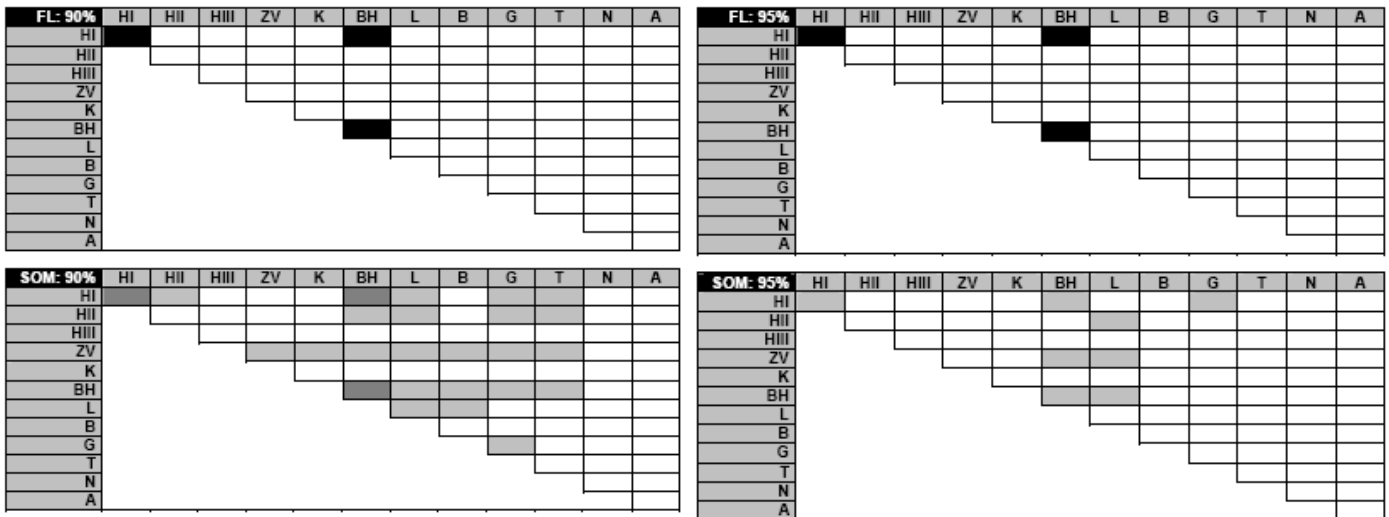 FL: 90% HI HII HIII ZV K BH L B G T N A
HI
HII
HIII
ZV
K
BH
L
B
G
T
N
A
FL: 95% HI HII HIII ZV K BH L B G T N A
HI
HII
HIII
ZV
K
BH
L
B
G
T
N
A
SOM: 90% HI HII HIII ZV K BH L B G T N A
HI
HII
HIII
ZV
K
BH
L
B
G
T
N
A
SOM: 95% HI HII HIII ZV K BH L B G T N A
HI
HII
HIII
ZV
K
BH
L
B
G
T
N
A